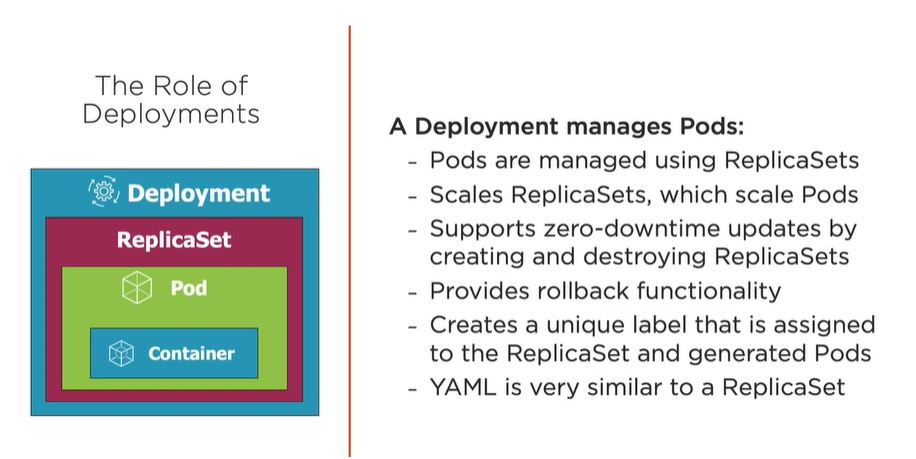 The Role of
Deployments
Deployment
ReplicaSet
Pod
Container
A Deployment manages Pods:
- Pods are managed using ReplicaSets
- Scales ReplicaSets, which scale Pods
- Supports zero-downtime updates by
creating and destroying ReplicaSets
- Provides rollback functionality
- Creates a unique label that is assigned
to the ReplicaSet and generated Pods
- YAML is very similar to a ReplicaSet